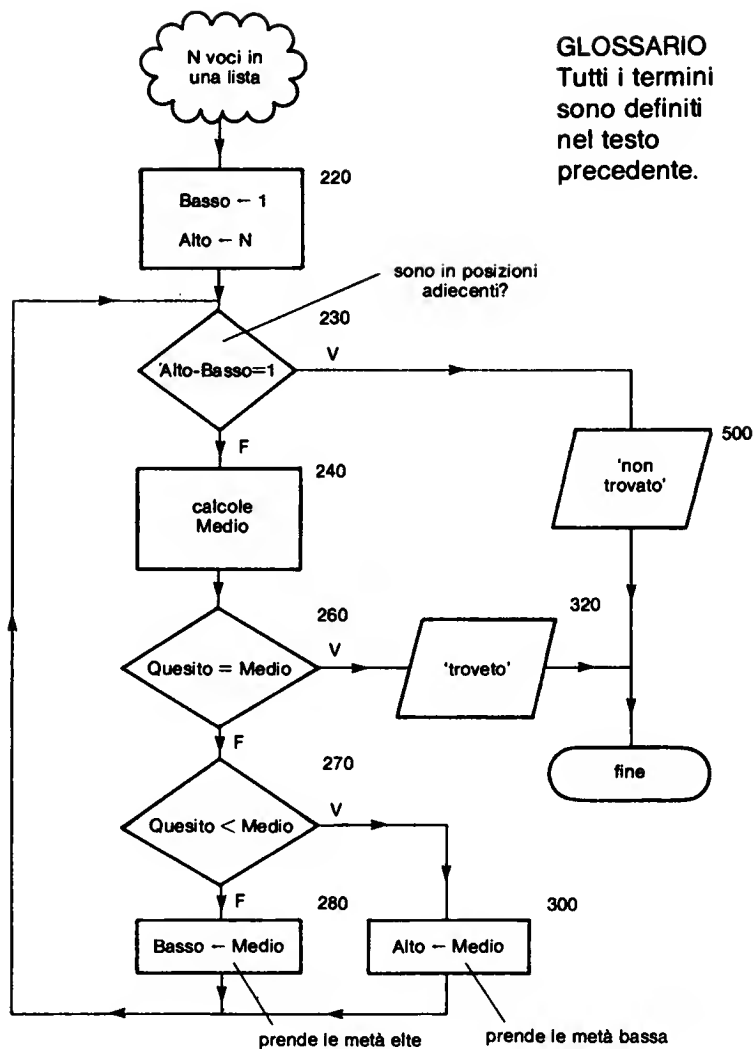 N voci in
una lista
GLOSSARIO
Tutti i termini
sono definiti
nel testo
precedente.
220
Basso – 1
Alto – N
sono in posizioni
adiecenti?
230
'Alto-Basso=1
V
F
500
'non
trovato'
240
calcole
Medio
260
Quesito = Medio
V
320
'troveto'
F
fine
270
Quesito < Medio
V
F
280
Basso – Medio
300
Alto – Medio
prende le metà elte
prende le metà bassa